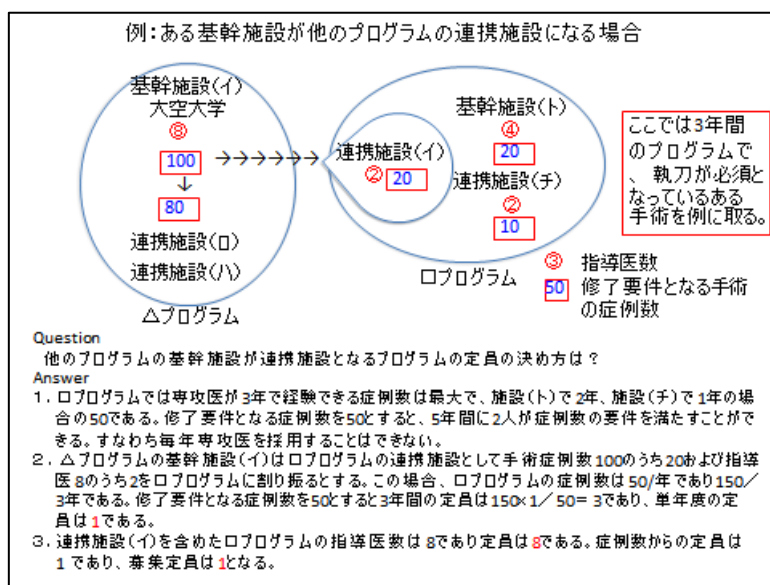 例：ある基幹施設が他のプログラムの連携施設になる場合
基幹施設(イ)
大空大学
⑧
100
→→→→→→
↓
80
連携施設(ロ)
連携施設(ハ)
△プログラム
連携施設(イ)
②
20
基幹施設(ト)
④
20
連携施設(チ)
②
10
口プログラム
ここでは3年間
のプログラムで
、執刀が必須と
なっているある
手術を例に取る。
③ 指導医数
50 修了要件となる手術
の症例数
Question
他のプログラムの基幹施設が連携施設となるプログラムの定員の決め方は？
Answer
1．口プログラムでは専攻医が3年で経験できる症例数は最大で、施設(ト)で2年、施設(チ)で1年の場
合の50である。修了要件となる症例数を50とすると、5年間に2人が症例数の要件を満たすことがで
きる。すなわち毎年専攻医を採用することはできない。
2．△プログラムの基幹施設(イ)は口プログラムの連携施設として手術症例数100のうち20および指導
医8のうち2を口プログラムに割り振るとする。この場合、口プログラムの症例数は50/年であり150／
3年である。修了要件となる症例数を50とすると3年間の定員は150×1／50＝3であり、単年度の定
員は1である。
3．連携施設(イ)を含めた口プログラムの指導医数は8であり定員は8である。症例数からの定員は
1であり、募集定員は1となる。